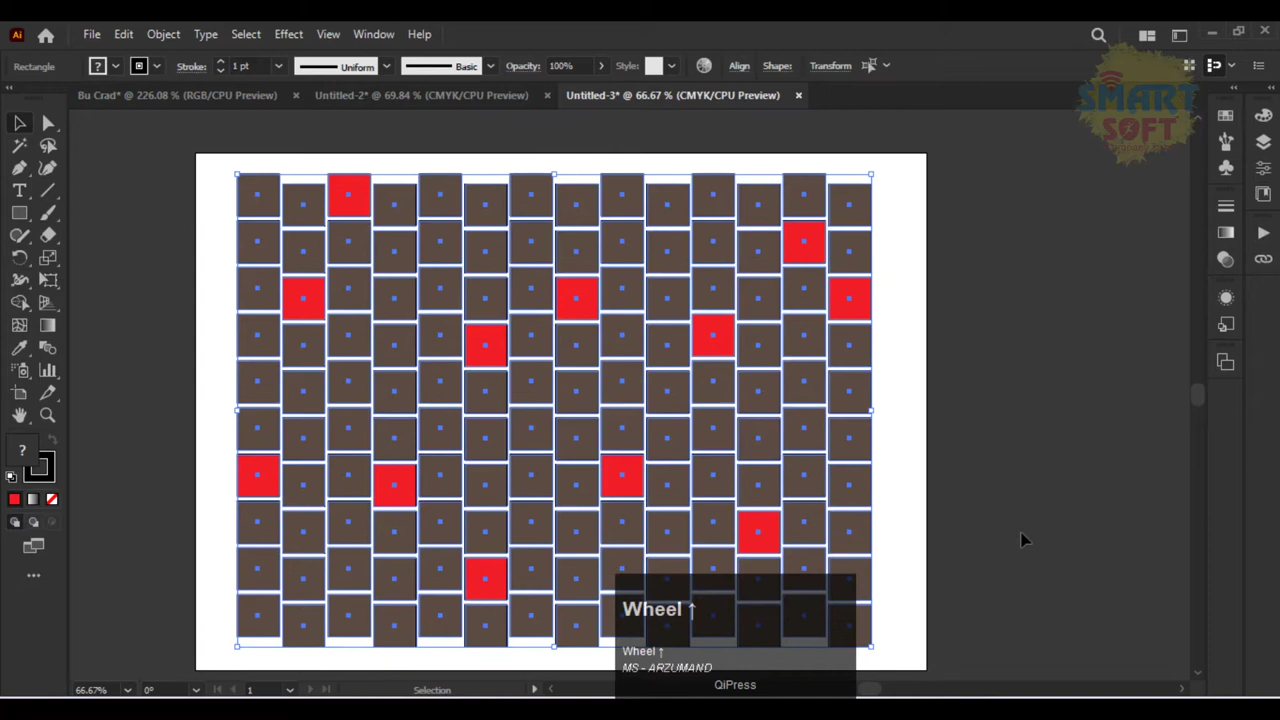 Ai
File Edit Object Type Select Effect View Window Help
Rectangle ? Stroke: 1 pt Uniform Basic Opacity: 100% Style: Align Shape: Transform
Bu Crad* @ 226.08 % (RGB/CPU Preview) × Untitled-2* @ 69.84 % (CMYK/CPU Preview) × Untitled-3* @ 66.67 % (CMYK/CPU Preview) ×
SMART
SOFT
?
Wheel ↑
Wheel ↑
MS - ARZUMAND
QiPress
66.67% 0° 1 Selection